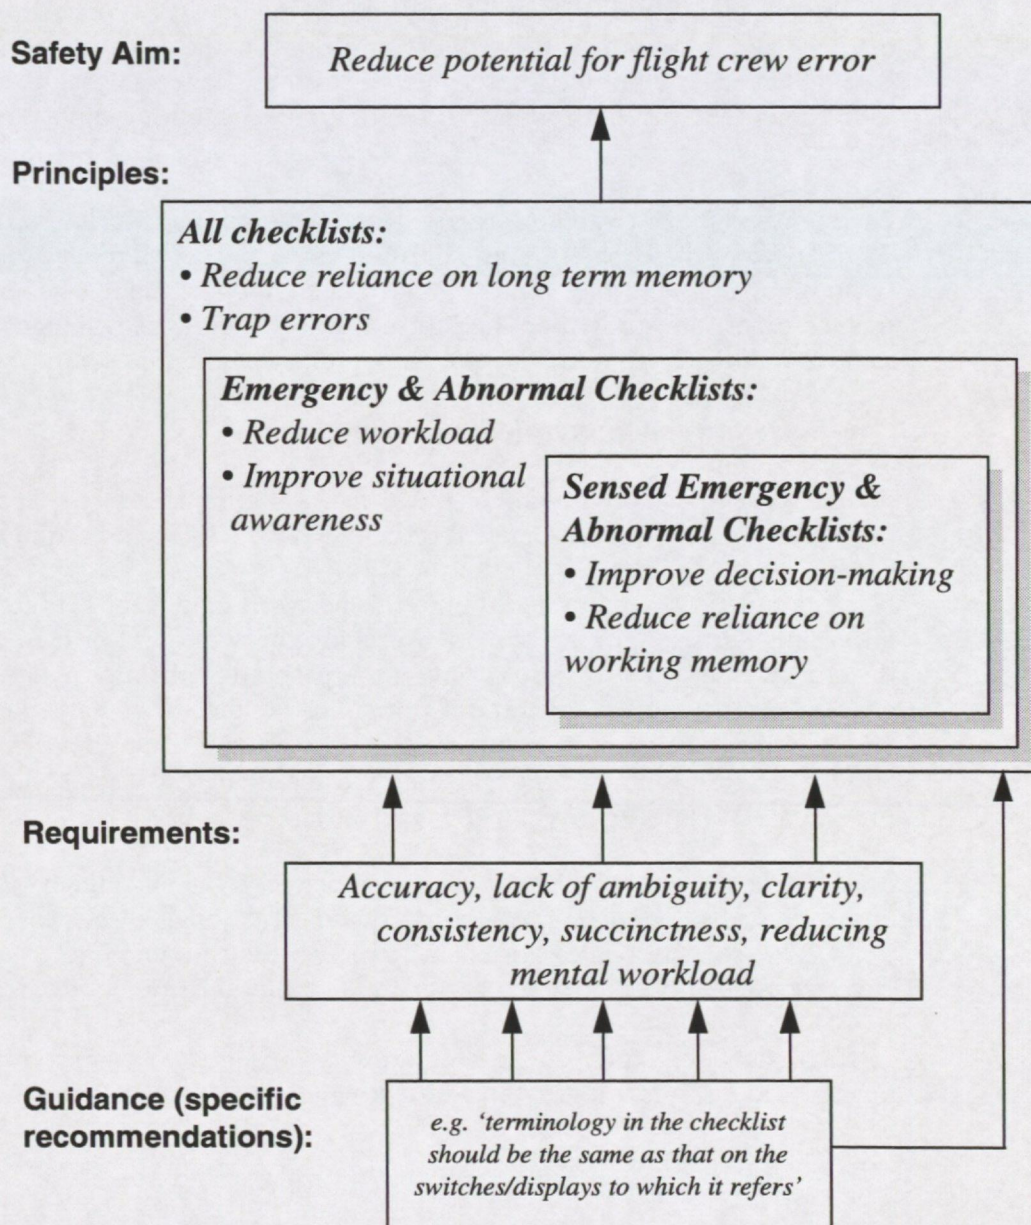 Safety Aim:
Reduce potential for flight crew error
Principles:
All checklists:
• Reduce reliance on long term memory
• Trap errors
Emergency & Abnormal Checklists:
• Reduce workload
• Improve situational
awareness
Sensed Emergency &
Abnormal Checklists:
• Improve decision-making
• Reduce reliance on
working memory
Requirements:
Accuracy, lack of ambiguity, clarity,
consistency, succinctness, reducing
mental workload
Guidance (specific
recommendations):
e.g. ‘terminology in the checklist
should be the same as that on the
switches/displays to which it refers’